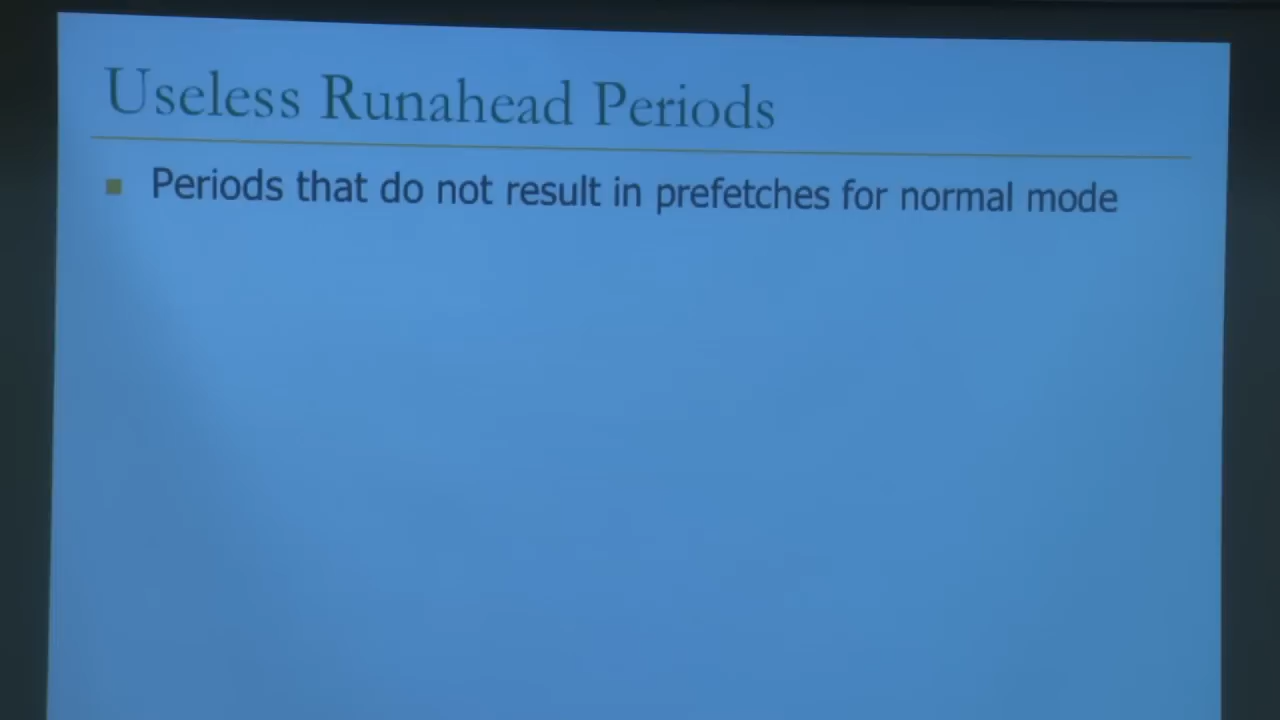 Useless Runahead Periods
Periods that do not result in prefetches for normal mode